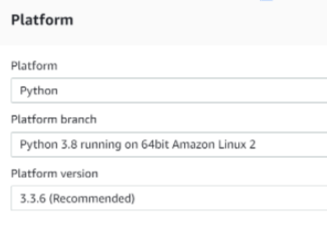 Platform
Platform
Python
Platform branch
Python 3.8 running on 64bit Amazon Linux 2
Platform version
3.3.6 (Recommended)